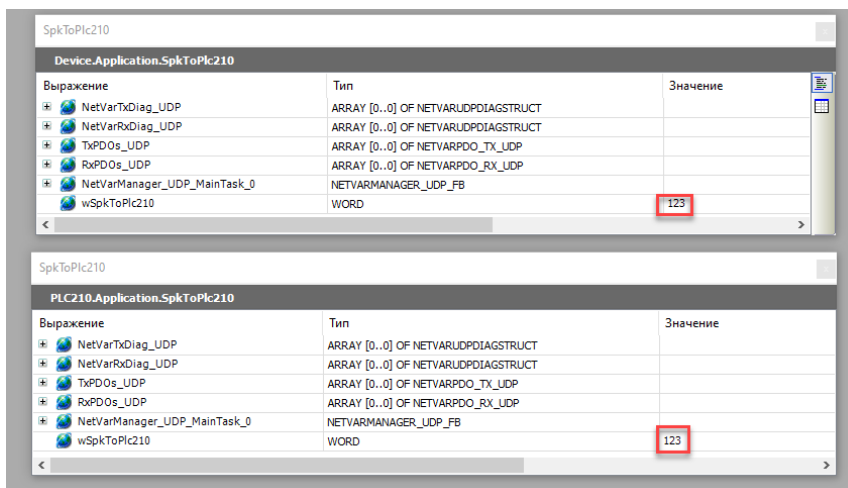 SpkToPlc210
Device.Application.SpkToPlc210
Выражение Тип Значение
NetVarTxDiag_UDP ARRAY [0..0] OF NETVARUDPDIAGSTRUCT
NetVarRxDiag_UDP ARRAY [0..0] OF NETVARUDPDIAGSTRUCT
TxPDOs_UDP ARRAY [0..0] OF NETVARPDO_TX_UDP
RxPDOs_UDP ARRAY [0..0] OF NETVARPDO_RX_UDP
NetVarManager_UDP_MainTask_0 NETVARMANAGER_UDP_FB
wSpkToPlc210 WORD 123
SpkToPlc210
PLC210.Application.SpkToPlc210
Выражение Тип Значение
NetVarTxDiag_UDP ARRAY [0..0] OF NETVARUDPDIAGSTRUCT
NetVarRxDiag_UDP ARRAY [0..0] OF NETVARUDPDIAGSTRUCT
TxPDOs_UDP ARRAY [0..0] OF NETVARPDO_TX_UDP
RxPDOs_UDP ARRAY [0..0] OF NETVARPDO_RX_UDP
NetVarManager_UDP_MainTask_0 NETVARMANAGER_UDP_FB
wSpkToPlc210 WORD 123